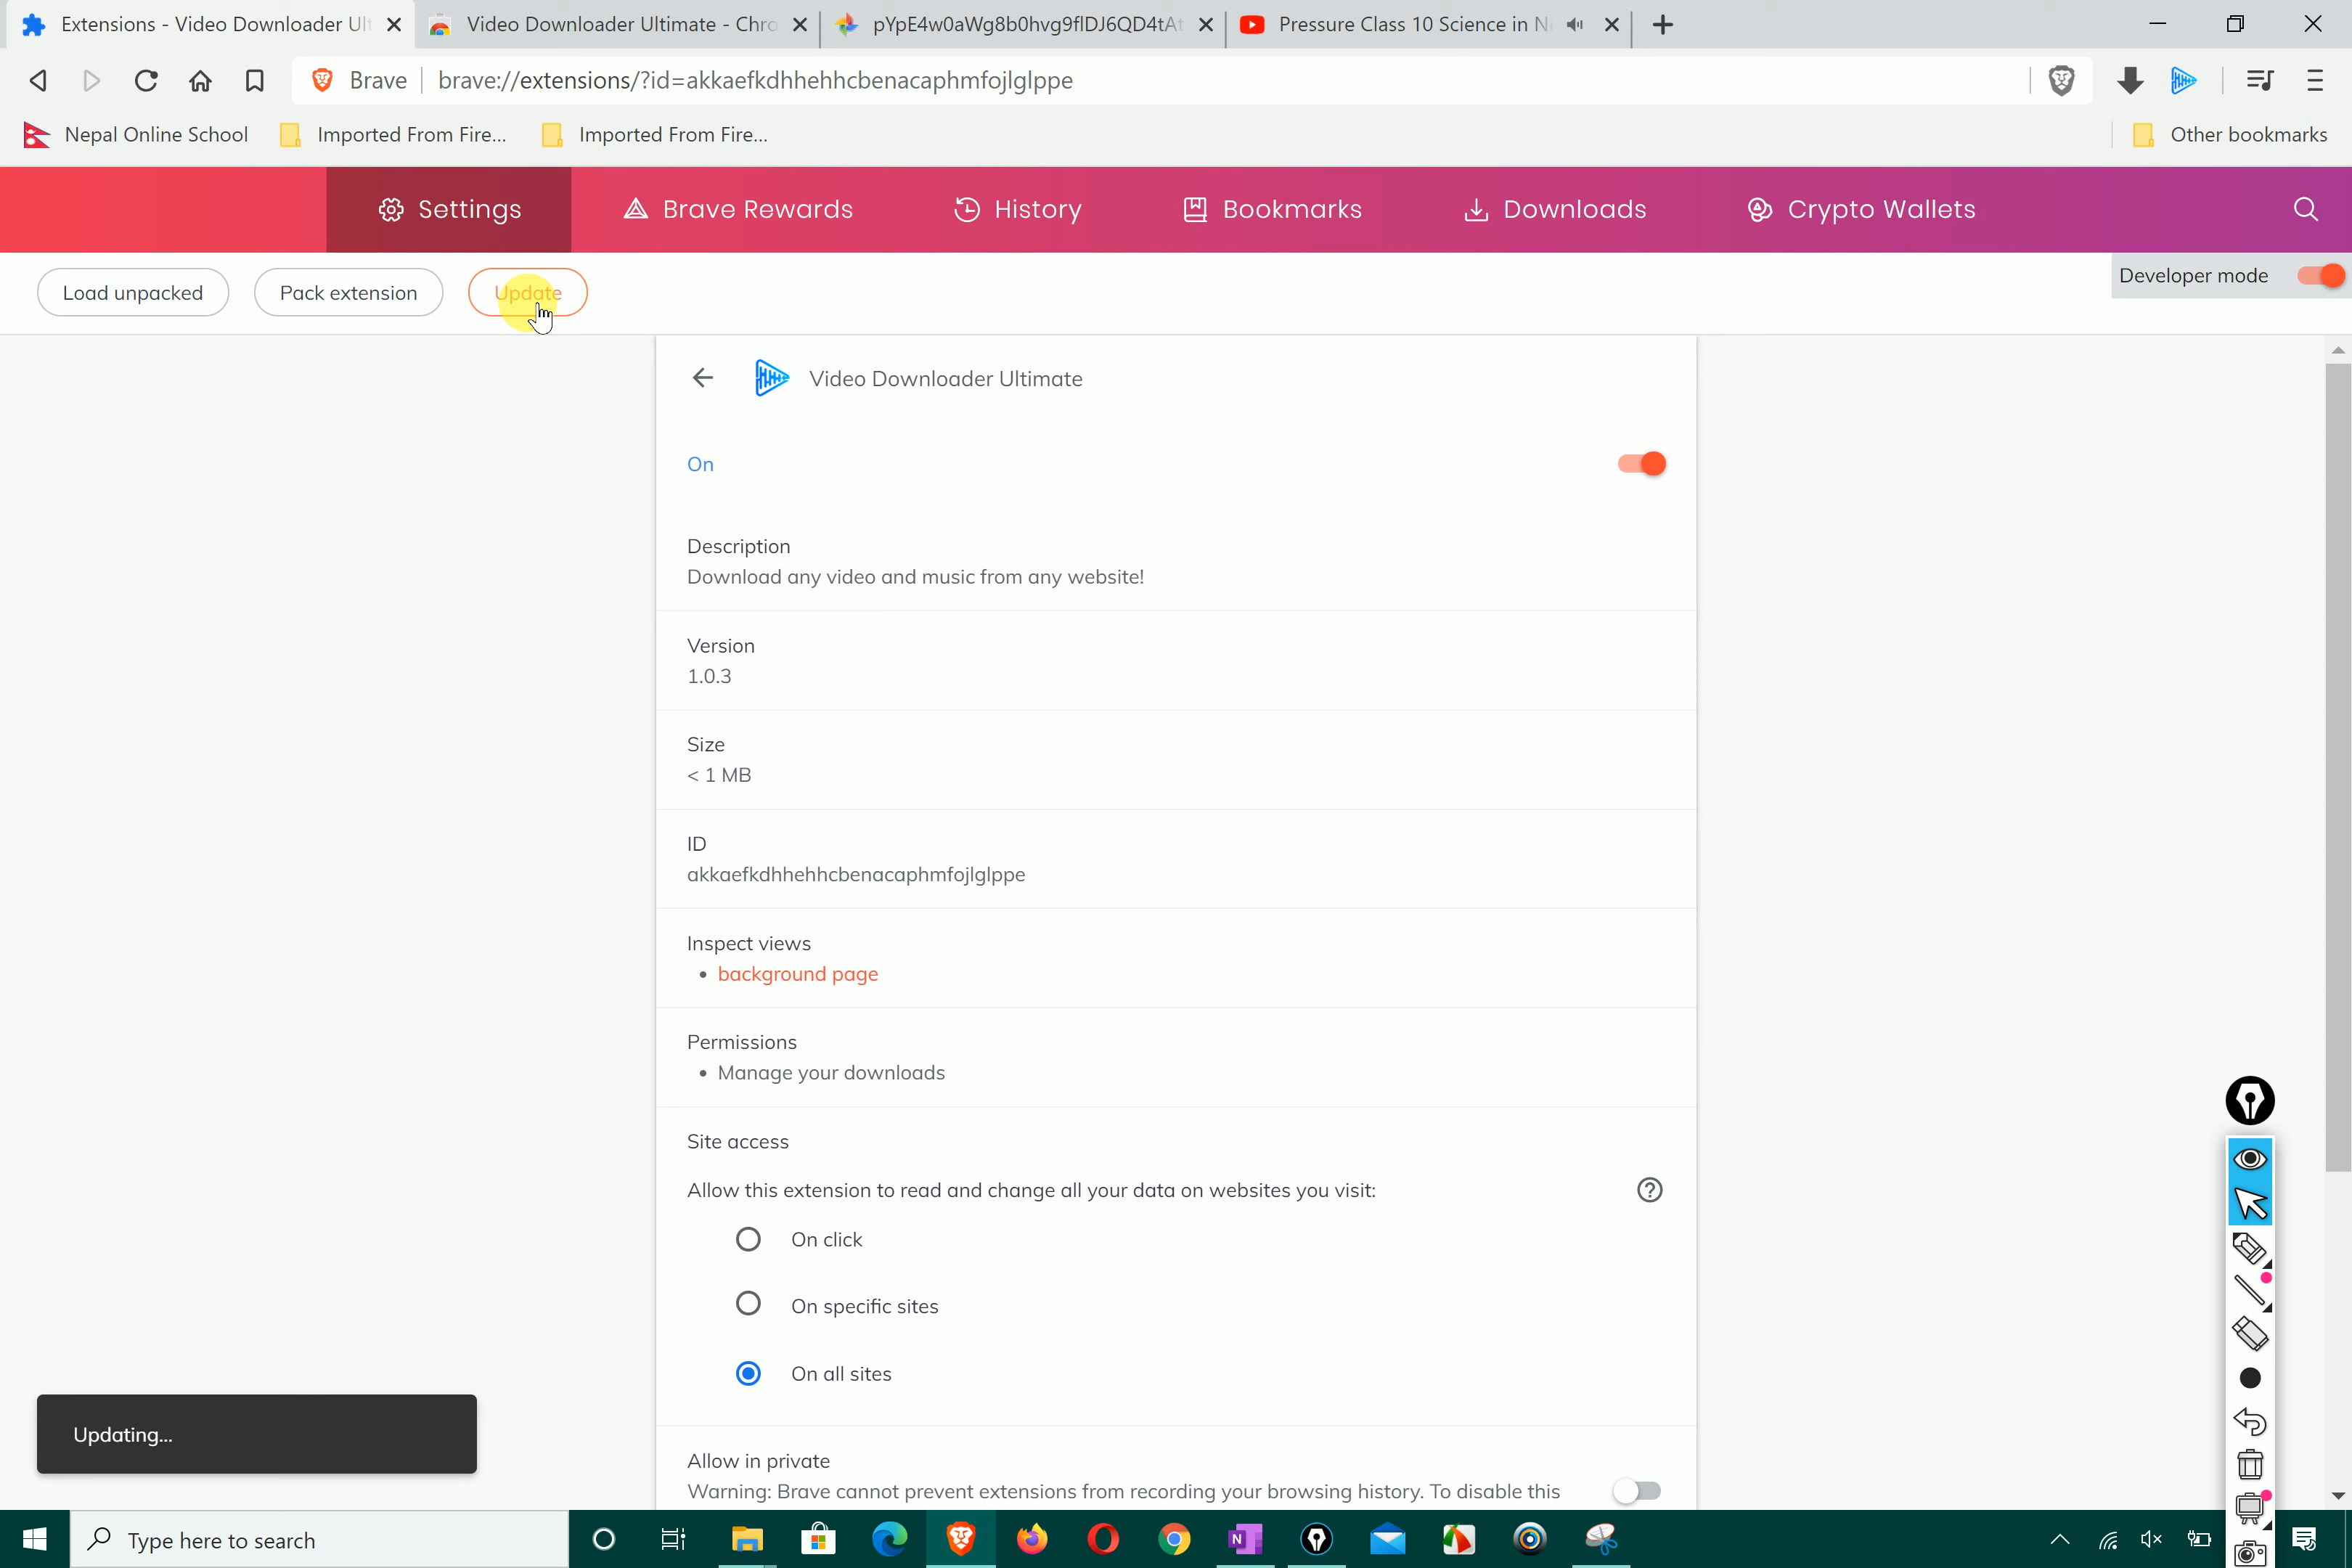 Extensions - Video Downloader Ult
Video Downloader Ultimate - Chro
pYpE4w0aWg8b0hvg9flDJ6QD4tAt
Pressure Class 10 Science in Ne
Brave
brave://extensions/?id=akkaefkdhhehhcbenacaphmfojlglppe
Nepal Online School
Imported From Fire...
Imported From Fire...
Other bookmarks
Settings
Brave Rewards
History
Bookmarks
Downloads
Crypto Wallets
Load unpacked
Pack extension
Update
Developer mode
Video Downloader Ultimate
On
Description
Download any video and music from any website!
Version
1.0.3
Size
< 1 MB
ID
akkaefkdhhehhcbenacaphmfojlglppe
Inspect views
• background page
Permissions
• Manage your downloads
Site access
Allow this extension to read and change all your data on websites you visit:
On click
On specific sites
On all sites
Updating...
Allow in private
Warning: Brave cannot prevent extensions from recording your browsing history. To disable this
Type here to search